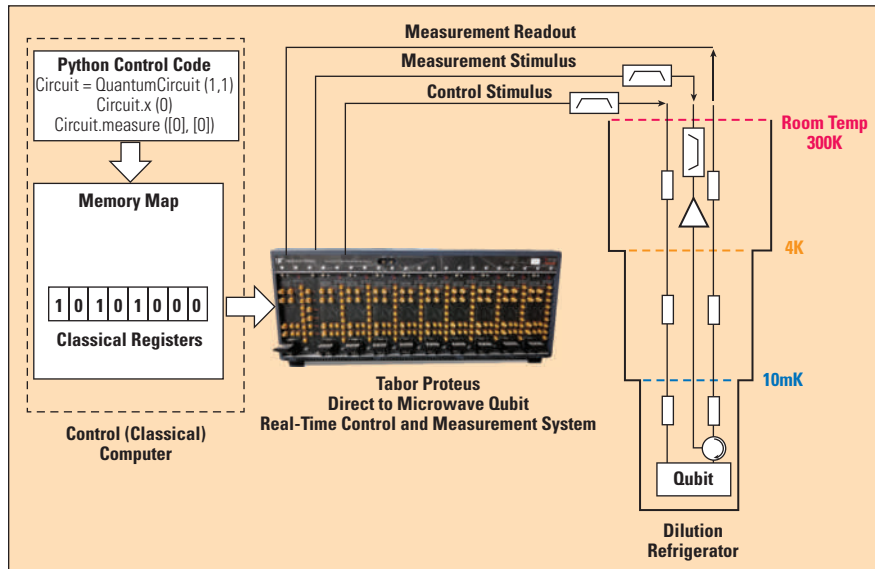 Measurement Readout
Measurement Stimulus
Control Stimulus
Python Control Code
Circuit = QuantumCircuit (1,1)
Circuit.x (0)
Circuit.measure ([0], [0])
Memory Map
1 0 1 0 1 0 0 0
Classical Registers
Control (Classical)
Computer
Tabor Proteus
Direct to Microwave Qubit
Real-Time Control and Measurement System
Room Temp
300K
4K
10mK
Qubit
Dilution
Refrigerator